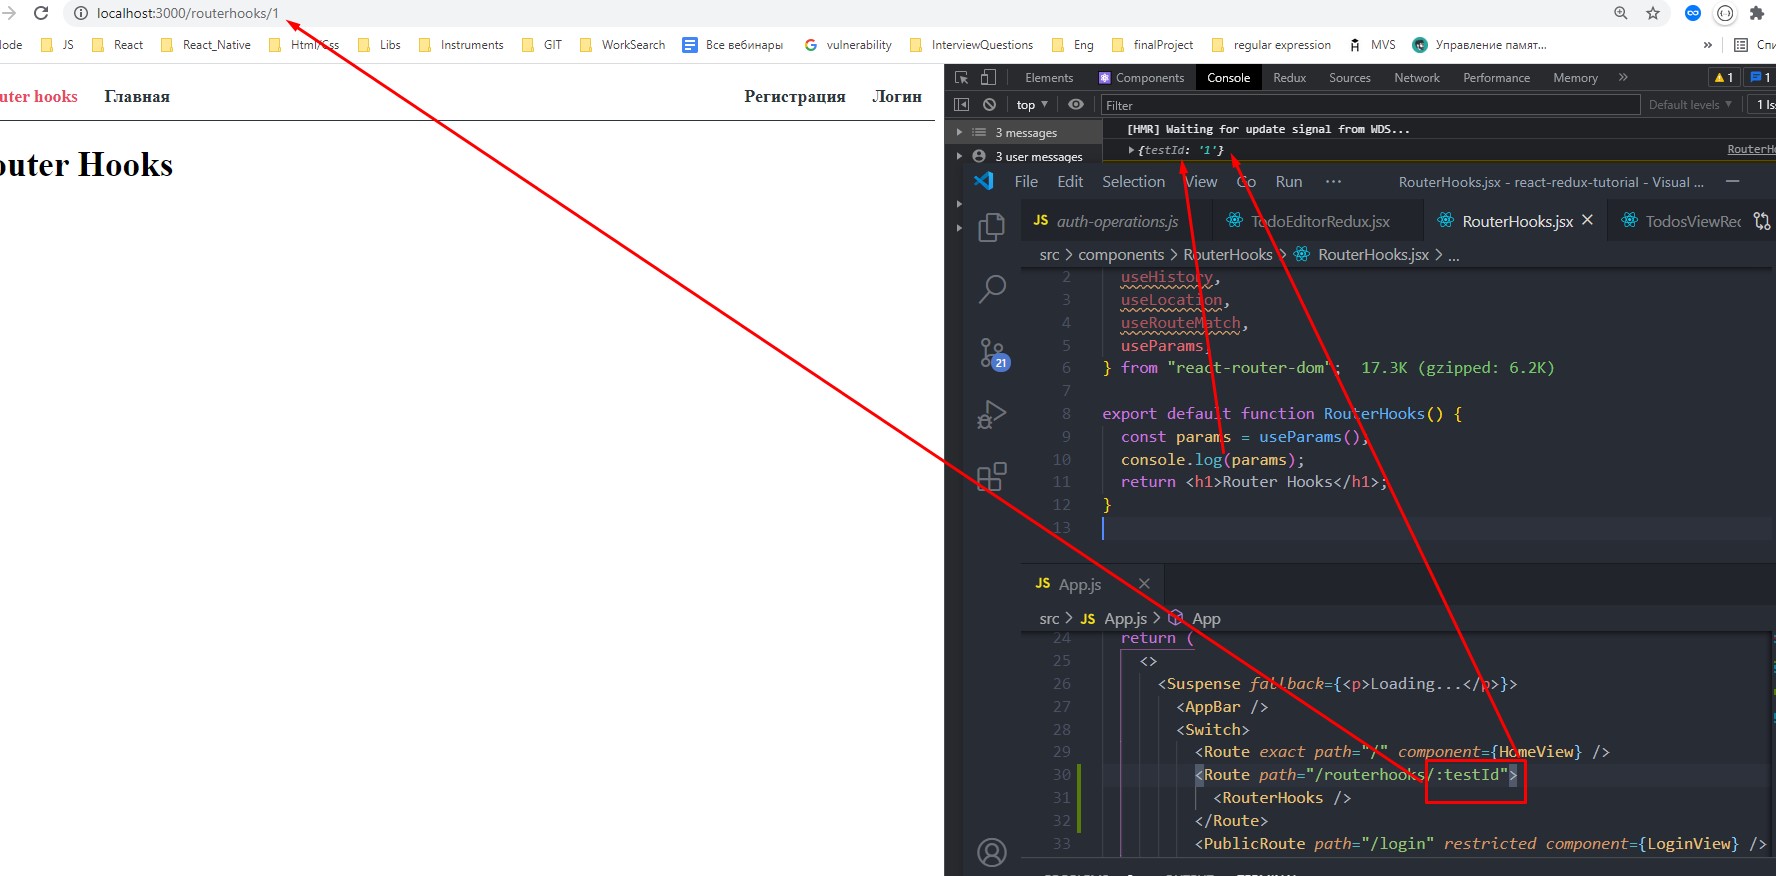 localhost:3000/routerhooks/1
lode JS React React_Native Html/Css Libs Instruments GIT WorkSearch Все вебинары vulnerability InterviewQuestions Eng finalProject regular expression MVS Управление памят... » Спи
uter hooks Главная Регистрация Логин
outer Hooks
Elements Components Console Redux Sources Network Performance Memory » 1 1
top ▼ Filter Default levels ▼ 1 Iss
3 messages
[HMR] Waiting for update signal from WDS...
3 user messages
{testId: '1'} RouterHo
File Edit Selection View Go Run ··· RouterHooks.jsx - react-redux-tutorial - Visual ...
JS auth-operations.js TodoEditorRedux.jsx RouterHooks.jsx TodosViewRec
src > components > RouterHooks > RouterHooks.jsx > ...
2 useHistory,
3 useLocation,
4 useRouteMatch,
5 useParams,
6 } from "react-router-dom"; 17.3K (gzipped: 6.2K)
7
8 export default function RouterHooks() {
9 const params = useParams();
10 console.log(params);
11 return <h1>Router Hooks</h1>;
12 }
13
21
JS App.js
src > JS App.js > App
24 return (
25 <>
26 <Suspense fallback={<p>Loading...</p>}>
27 <AppBar />
28 <Switch>
29 <Route exact path="/" component={HomeView} />
30 <Route path="/routerhooks/:testId">
31 <RouterHooks />
32 </Route>
33 <PublicRoute path="/login" restricted component={LoginView} />